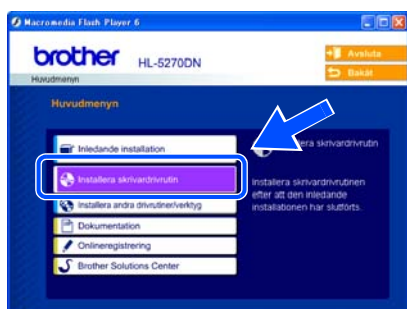 Macromedia Flash Player 6
brother
HL-5270DN
Avsluta
Bakåt
Huvudmenyn
Huvudmenyn
Inledande installation
Installera skrivardrivrutin
Installera andra drivrutiner/verktyg
Dokumentation
Onlineregistrering
Brother Solutions Center
skrivardrivrutin
Installera skrivardrivrutinen
efter att den inledande
installationen har slutförts.